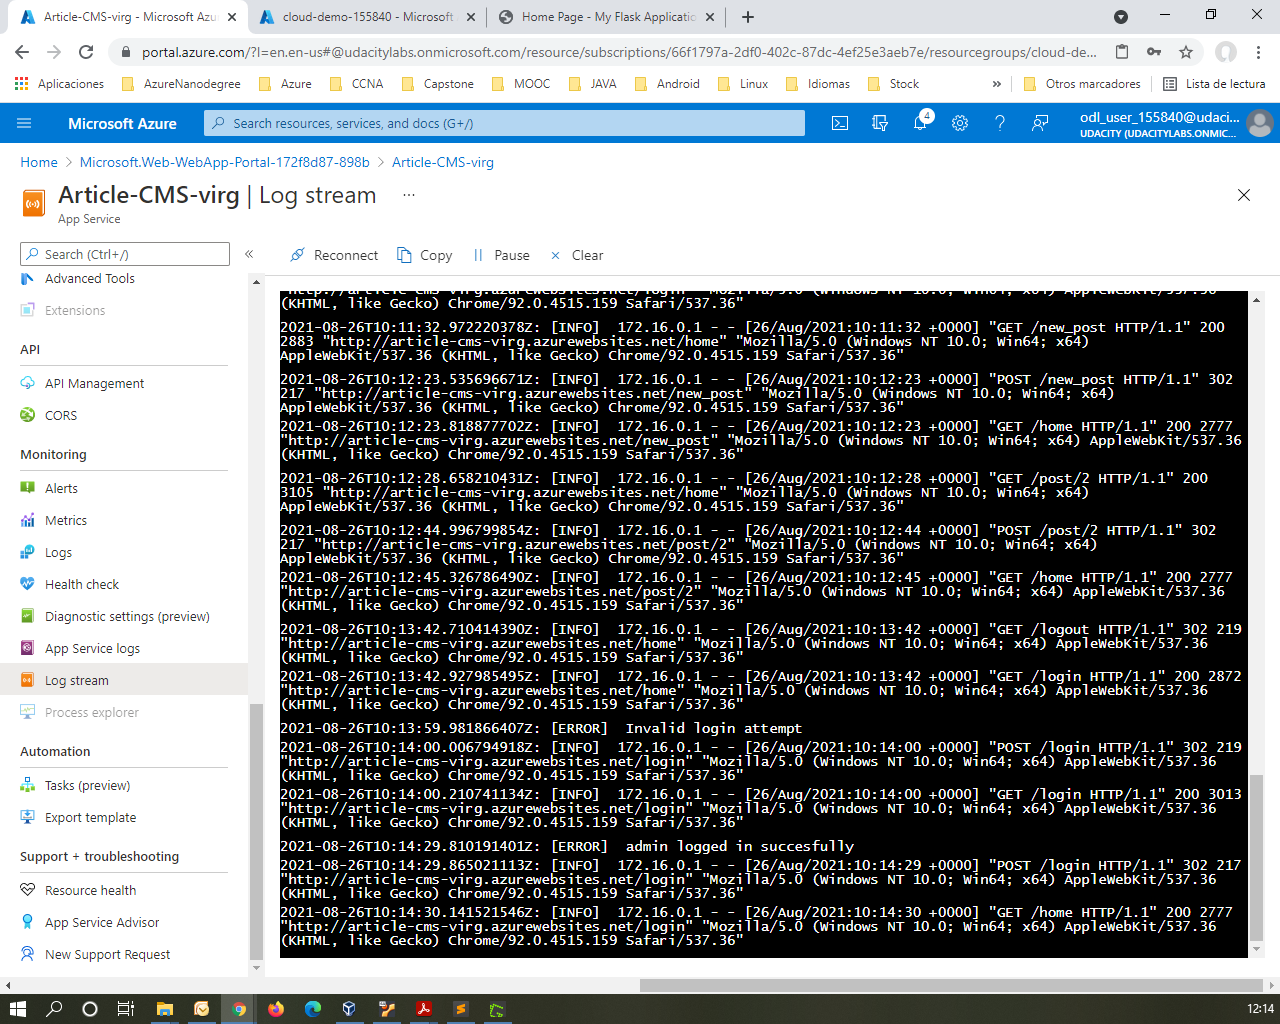 Article-CMS-virg - Microsoft Azu
cloud-demo-155840 - Microsoft
Home Page - My Flask Applicatio
portal.azure.com/?l=en.en-us#@udacitylabs.onmicrosoft.com/resource/subscriptions/66f1797a-2df0-402c-87dc-4ef25e3aeb7e/resourcegroups/cloud-de...
Aplicaciones AzureNanodegree Azure CCNA Capstone MOOC JAVA Android Linux Idiomas Stock » Otros marcadores Lista de lectura
Microsoft Azure
Search resources, services, and docs (G+/)
4
odl_user_155840@udaci...
UDACITY (UDACITYLABS.ONMIC...
Home > Microsoft.Web-WebApp-Portal-172f8d87-898b > Article-CMS-virg
Article-CMS-virg | Log stream ...
App Service
Search (Ctrl+/)
«
Reconnect Copy Pause Clear
Advanced Tools
Extensions
API
API Management
CORS
Monitoring
Alerts
Metrics
Logs
Health check
Diagnostic settings (preview)
App Service logs
Log stream
Process explorer
Automation
Tasks (preview)
Export template
Support + troubleshooting
Resource health
App Service Advisor
New Support Request
"http://article-cms-virg.azurewebsites.net/login" "Mozilla/5.0 (Windows NT 10.0; Win64; x64) AppleWebKit/537.36
(KHTML, like Gecko) Chrome/92.0.4515.159 Safari/537.36"
2021-08-26T10:11:32.972220378Z: [INFO] 172.16.0.1 - - [26/Aug/2021:10:11:32 +0000] "GET /new_post HTTP/1.1" 200
2883 "http://article-cms-virg.azurewebsites.net/home" "Mozilla/5.0 (Windows NT 10.0; Win64; x64)
AppleWebKit/537.36 (KHTML, like Gecko) Chrome/92.0.4515.159 Safari/537.36"
2021-08-26T10:12:23.535696671Z: [INFO] 172.16.0.1 - - [26/Aug/2021:10:12:23 +0000] "POST /new_post HTTP/1.1" 302
217 "http://article-cms-virg.azurewebsites.net/new_post" "Mozilla/5.0 (Windows NT 10.0; Win64; x64)
AppleWebKit/537.36 (KHTML, like Gecko) Chrome/92.0.4515.159 Safari/537.36"
2021-08-26T10:12:23.818877702Z: [INFO] 172.16.0.1 - - [26/Aug/2021:10:12:23 +0000] "GET /home HTTP/1.1" 200 2777
"http://article-cms-virg.azurewebsites.net/new_post" "Mozilla/5.0 (Windows NT 10.0; Win64; x64) AppleWebKit/537.36
(KHTML, like Gecko) Chrome/92.0.4515.159 Safari/537.36"
2021-08-26T10:12:28.658210431Z: [INFO] 172.16.0.1 - - [26/Aug/2021:10:12:28 +0000] "GET /post/2 HTTP/1.1" 200
3105 "http://article-cms-virg.azurewebsites.net/home" "Mozilla/5.0 (Windows NT 10.0; Win64; x64)
AppleWebKit/537.36 (KHTML, like Gecko) Chrome/92.0.4515.159 Safari/537.36"
2021-08-26T10:12:44.996799854Z: [INFO] 172.16.0.1 - - [26/Aug/2021:10:12:44 +0000] "POST /post/2 HTTP/1.1" 302
217 "http://article-cms-virg.azurewebsites.net/post/2" "Mozilla/5.0 (Windows NT 10.0; Win64; x64)
AppleWebKit/537.36 (KHTML, like Gecko) Chrome/92.0.4515.159 Safari/537.36"
2021-08-26T10:12:45.326786490Z: [INFO] 172.16.0.1 - - [26/Aug/2021:10:12:45 +0000] "GET /home HTTP/1.1" 200 2777
"http://article-cms-virg.azurewebsites.net/post/2" "Mozilla/5.0 (Windows NT 10.0; Win64; x64) AppleWebKit/537.36
(KHTML, like Gecko) Chrome/92.0.4515.159 Safari/537.36"
2021-08-26T10:13:42.710414390Z: [INFO] 172.16.0.1 - - [26/Aug/2021:10:13:42 +0000] "GET /logout HTTP/1.1" 302 219
"http://article-cms-virg.azurewebsites.net/home" "Mozilla/5.0 (Windows NT 10.0; Win64; x64) AppleWebKit/537.36
(KHTML, like Gecko) Chrome/92.0.4515.159 Safari/537.36"
2021-08-26T10:13:42.927985495Z: [INFO] 172.16.0.1 - - [26/Aug/2021:10:13:42 +0000] "GET /login HTTP/1.1" 200 2872
"http://article-cms-virg.azurewebsites.net/home" "Mozilla/5.0 (Windows NT 10.0; Win64; x64) AppleWebKit/537.36
(KHTML, like Gecko) Chrome/92.0.4515.159 Safari/537.36"
2021-08-26T10:13:59.981866407Z: [ERROR] Invalid login attempt
2021-08-26T10:14:00.006794918Z: [INFO] 172.16.0.1 - - [26/Aug/2021:10:14:00 +0000] "POST /login HTTP/1.1" 302 219
"http://article-cms-virg.azurewebsites.net/login" "Mozilla/5.0 (Windows NT 10.0; Win64; x64) AppleWebKit/537.36
(KHTML, like Gecko) Chrome/92.0.4515.159 Safari/537.36"
2021-08-26T10:14:00.210741134Z: [INFO] 172.16.0.1 - - [26/Aug/2021:10:14:00 +0000] "GET /login HTTP/1.1" 200 3013
"http://article-cms-virg.azurewebsites.net/login" "Mozilla/5.0 (Windows NT 10.0; Win64; x64) AppleWebKit/537.36
(KHTML, like Gecko) Chrome/92.0.4515.159 Safari/537.36"
2021-08-26T10:14:29.810191401Z: [ERROR] admin logged in succesfully
2021-08-26T10:14:29.865021113Z: [INFO] 172.16.0.1 - - [26/Aug/2021:10:14:29 +0000] "POST /login HTTP/1.1" 302 217
"http://article-cms-virg.azurewebsites.net/login" "Mozilla/5.0 (Windows NT 10.0; Win64; x64) AppleWebKit/537.36
(KHTML, like Gecko) Chrome/92.0.4515.159 Safari/537.36"
2021-08-26T10:14:30.141521546Z: [INFO] 172.16.0.1 - - [26/Aug/2021:10:14:30 +0000] "GET /home HTTP/1.1" 200 2777
"http://article-cms-virg.azurewebsites.net/login" "Mozilla/5.0 (Windows NT 10.0; Win64; x64) AppleWebKit/537.36
(KHTML, like Gecko) Chrome/92.0.4515.159 Safari/537.36"
12:14